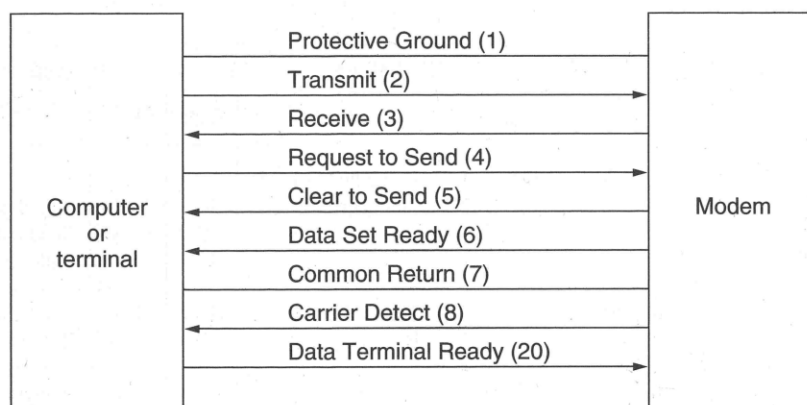 Protective Ground (1)
Transmit (2)
Receive (3)
Request to Send (4)
Clear to Send (5)
Data Set Ready (6)
Common Return (7)
Carrier Detect (8)
Data Terminal Ready (20)
Computer
or
terminal
Modem